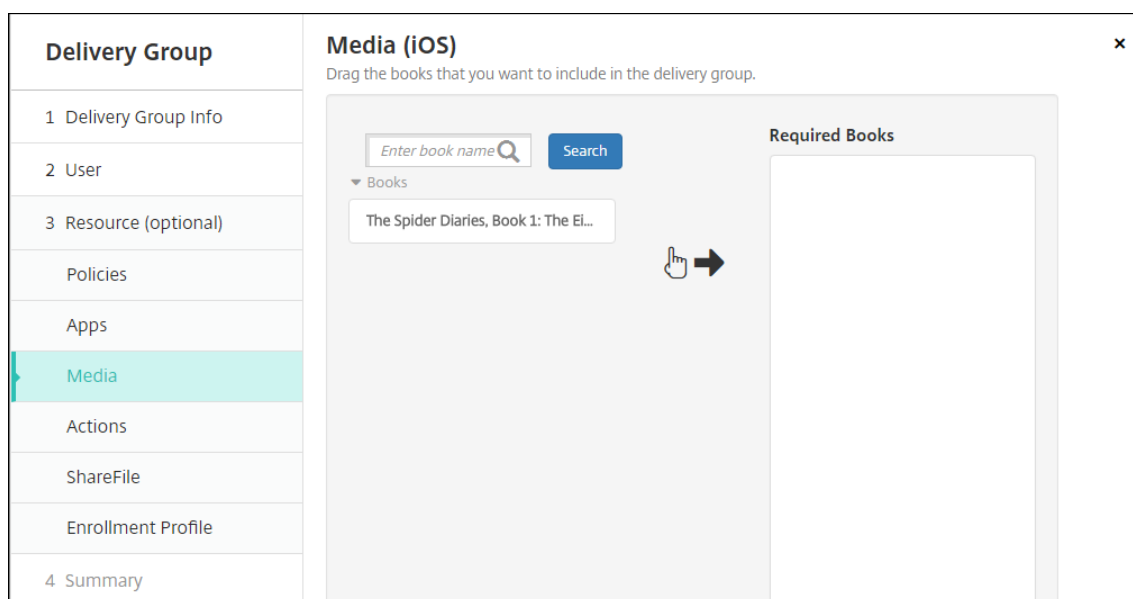 Delivery Group
1 Delivery Group Info
2 User
3 Resource (optional)
Policies
Apps
Media
Actions
ShareFile
Enrollment Profile
4 Summary
Media (iOS)
Drag the books that you want to include in the delivery group.
Enter book name
Search
Books
The Spider Diaries, Book 1: The Ei...
Required Books